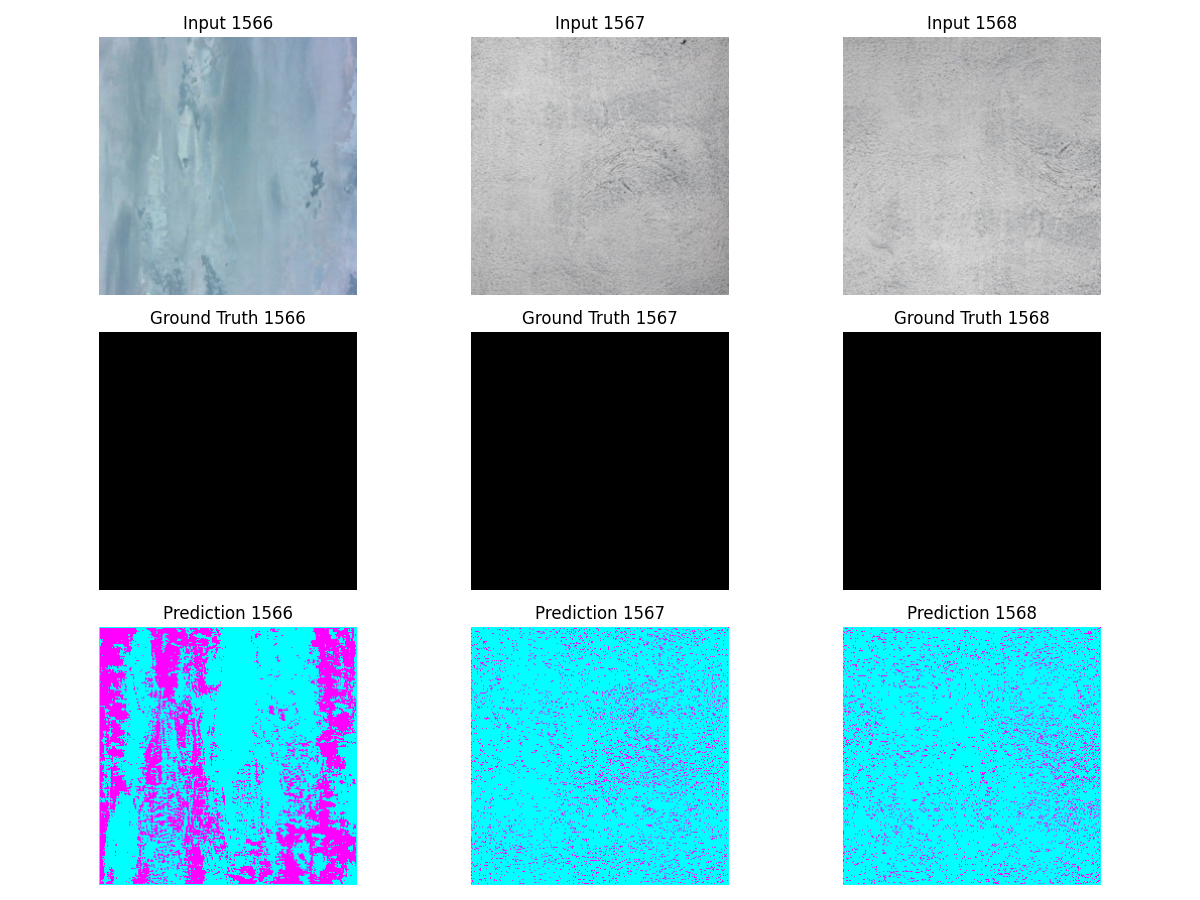 Input 1566
Input 1567
Input 1568
Ground Truth 1566
Ground Truth 1567
Ground Truth 1568
Prediction 1566
Prediction 1567
Prediction 1568